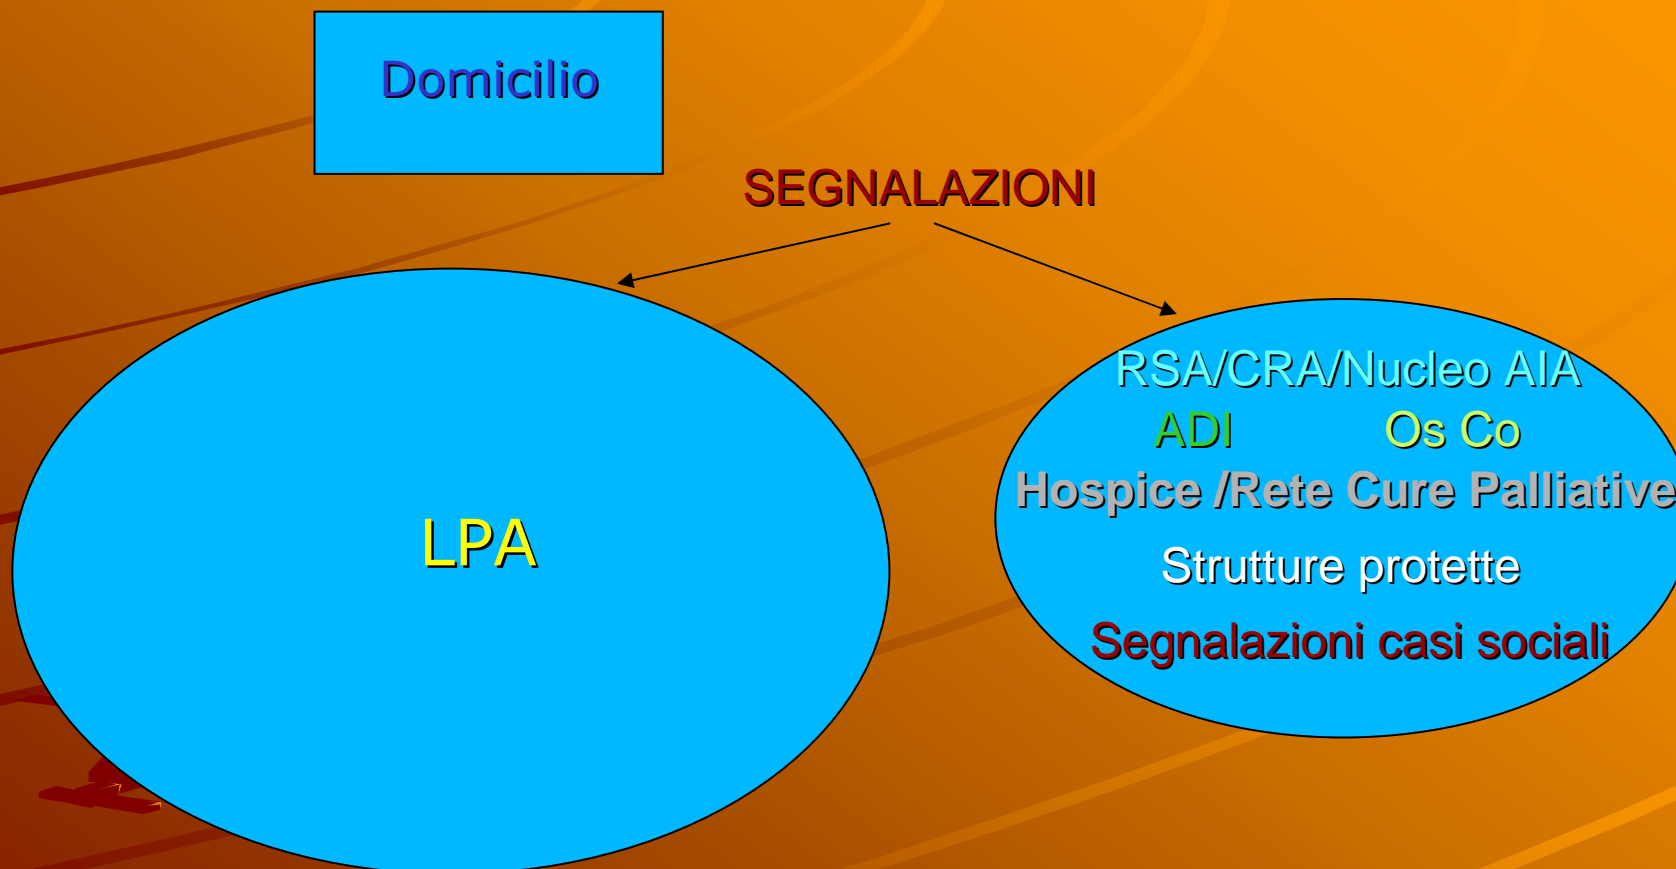 Domicilio
SEGNALAZIONI
LPA
RSA/CRA/Nucleo AIA
ADI Os Co
Hospice /Rete Cure Palliative
Strutture protette
Segnalazioni casi sociali